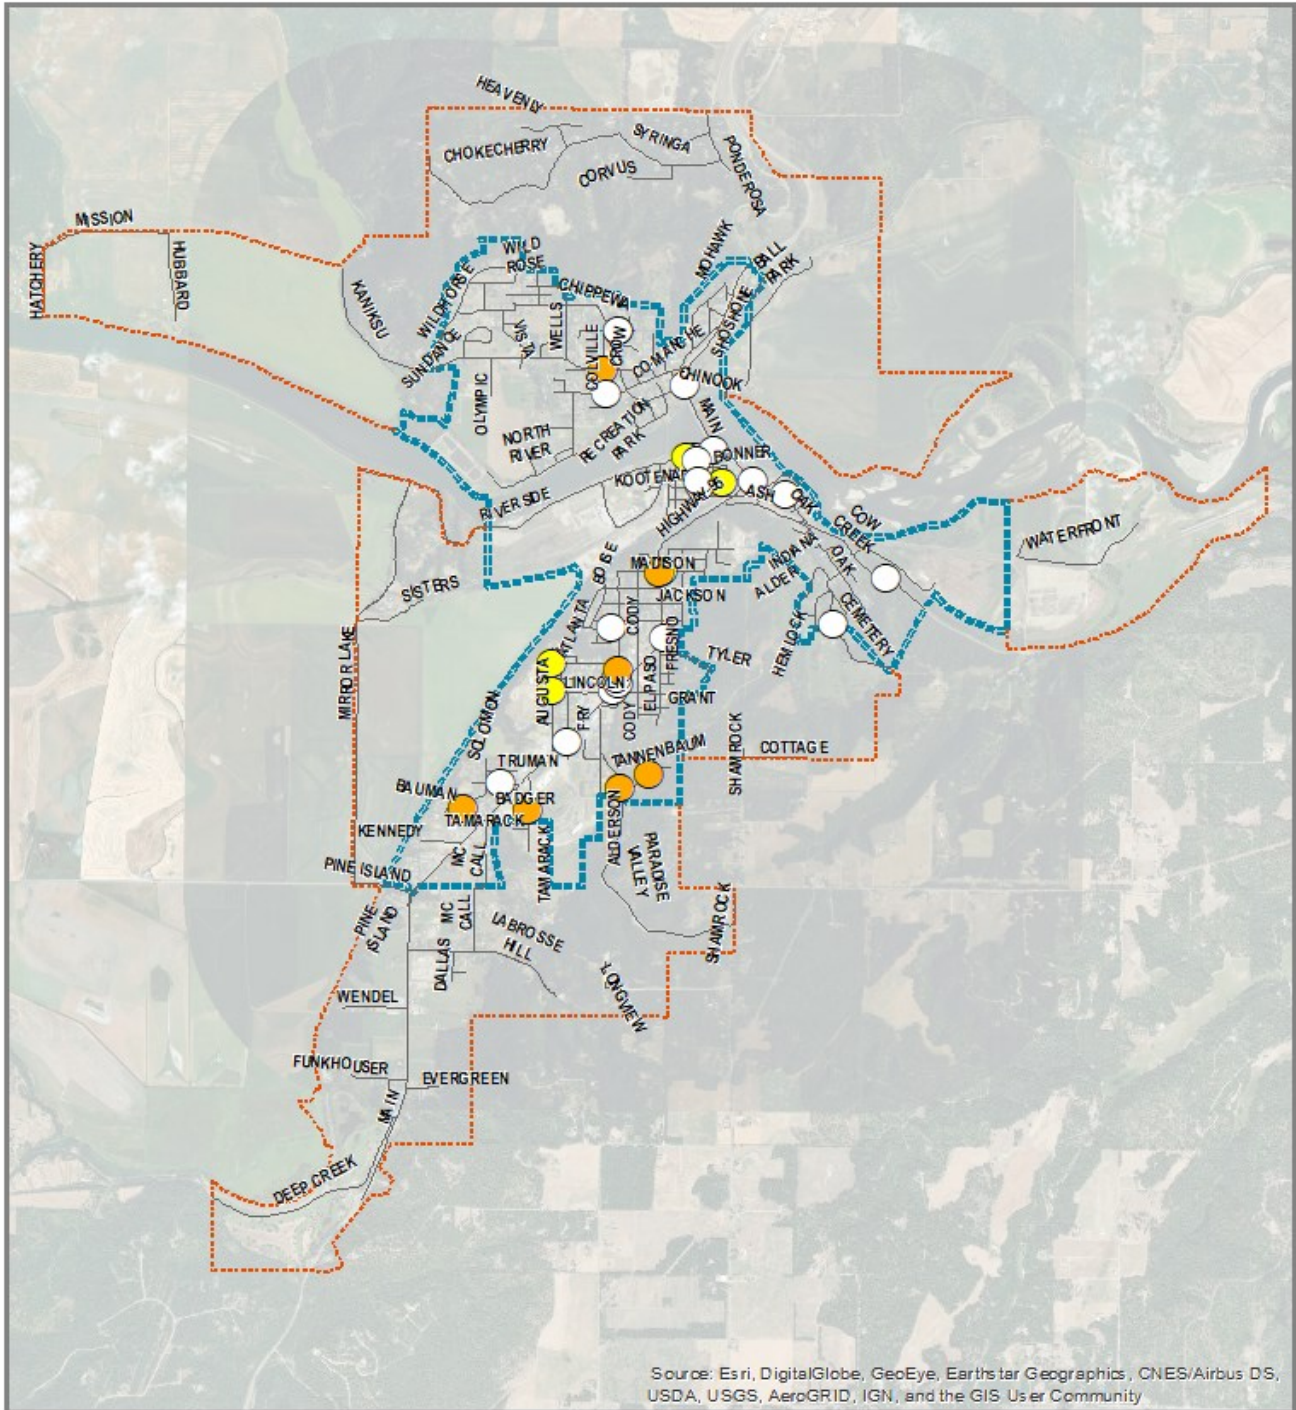 HEAVENLY
SYRINGA
CHOKECHERRY
CORVUS
PONDEROSA
MISSION
HATCHERY
HUBBARD
KANIKSU
WILD
ROSE
MOHAWK
BALL
PARK
WILDHORSE
CHIPPEWA
SHOSHONE
SUNDANCE
VISTA
WELLS
COLVILLE
CROW
COMANCHE
CHINOOK
OLYMPIC
MAIN
NORTH
RIVER
RECREATION
PARK
BONNER
KOOTENAI
RIVERSIDE
HIGHWAY
ASH
OAK
COW
CREEK
WATERFRONT
BOISE
MADISON
INDIANA
ALDER
OAK
SISTERS
JACKSON
CEMETERY
ATLANTA
CODY
FRESNO
HEMLOCK
TYLER
MIRROR LAKE
AUGUSTA
LINCOLN
ELPASO
GRANT
SOLOMON
FRY
CODY
SHAMROCK
COTTAGE
TRUMAN
TANNENBAUM
BAUMAN
BADGER
TAMARACK
ALDERSON
KENNEDY
MC
CALL
TAMARACK
PARADISE
VALLEY
PINE ISLAND
PINE
ISLAND
MC
CALL
LABROSSE
HILL
SHAMROCK
DALLAS
LONGVIEW
WENDEL
FUNKHOUSER
EVERGREEN
MAIN
DEEP CREEK
Source: Esri, DigitalGlobe, GeoEye, Earthstar Geographics, CNES/Airbus DS,
USDA, USGS, AeroGRID, IGN, and the GIS User Community